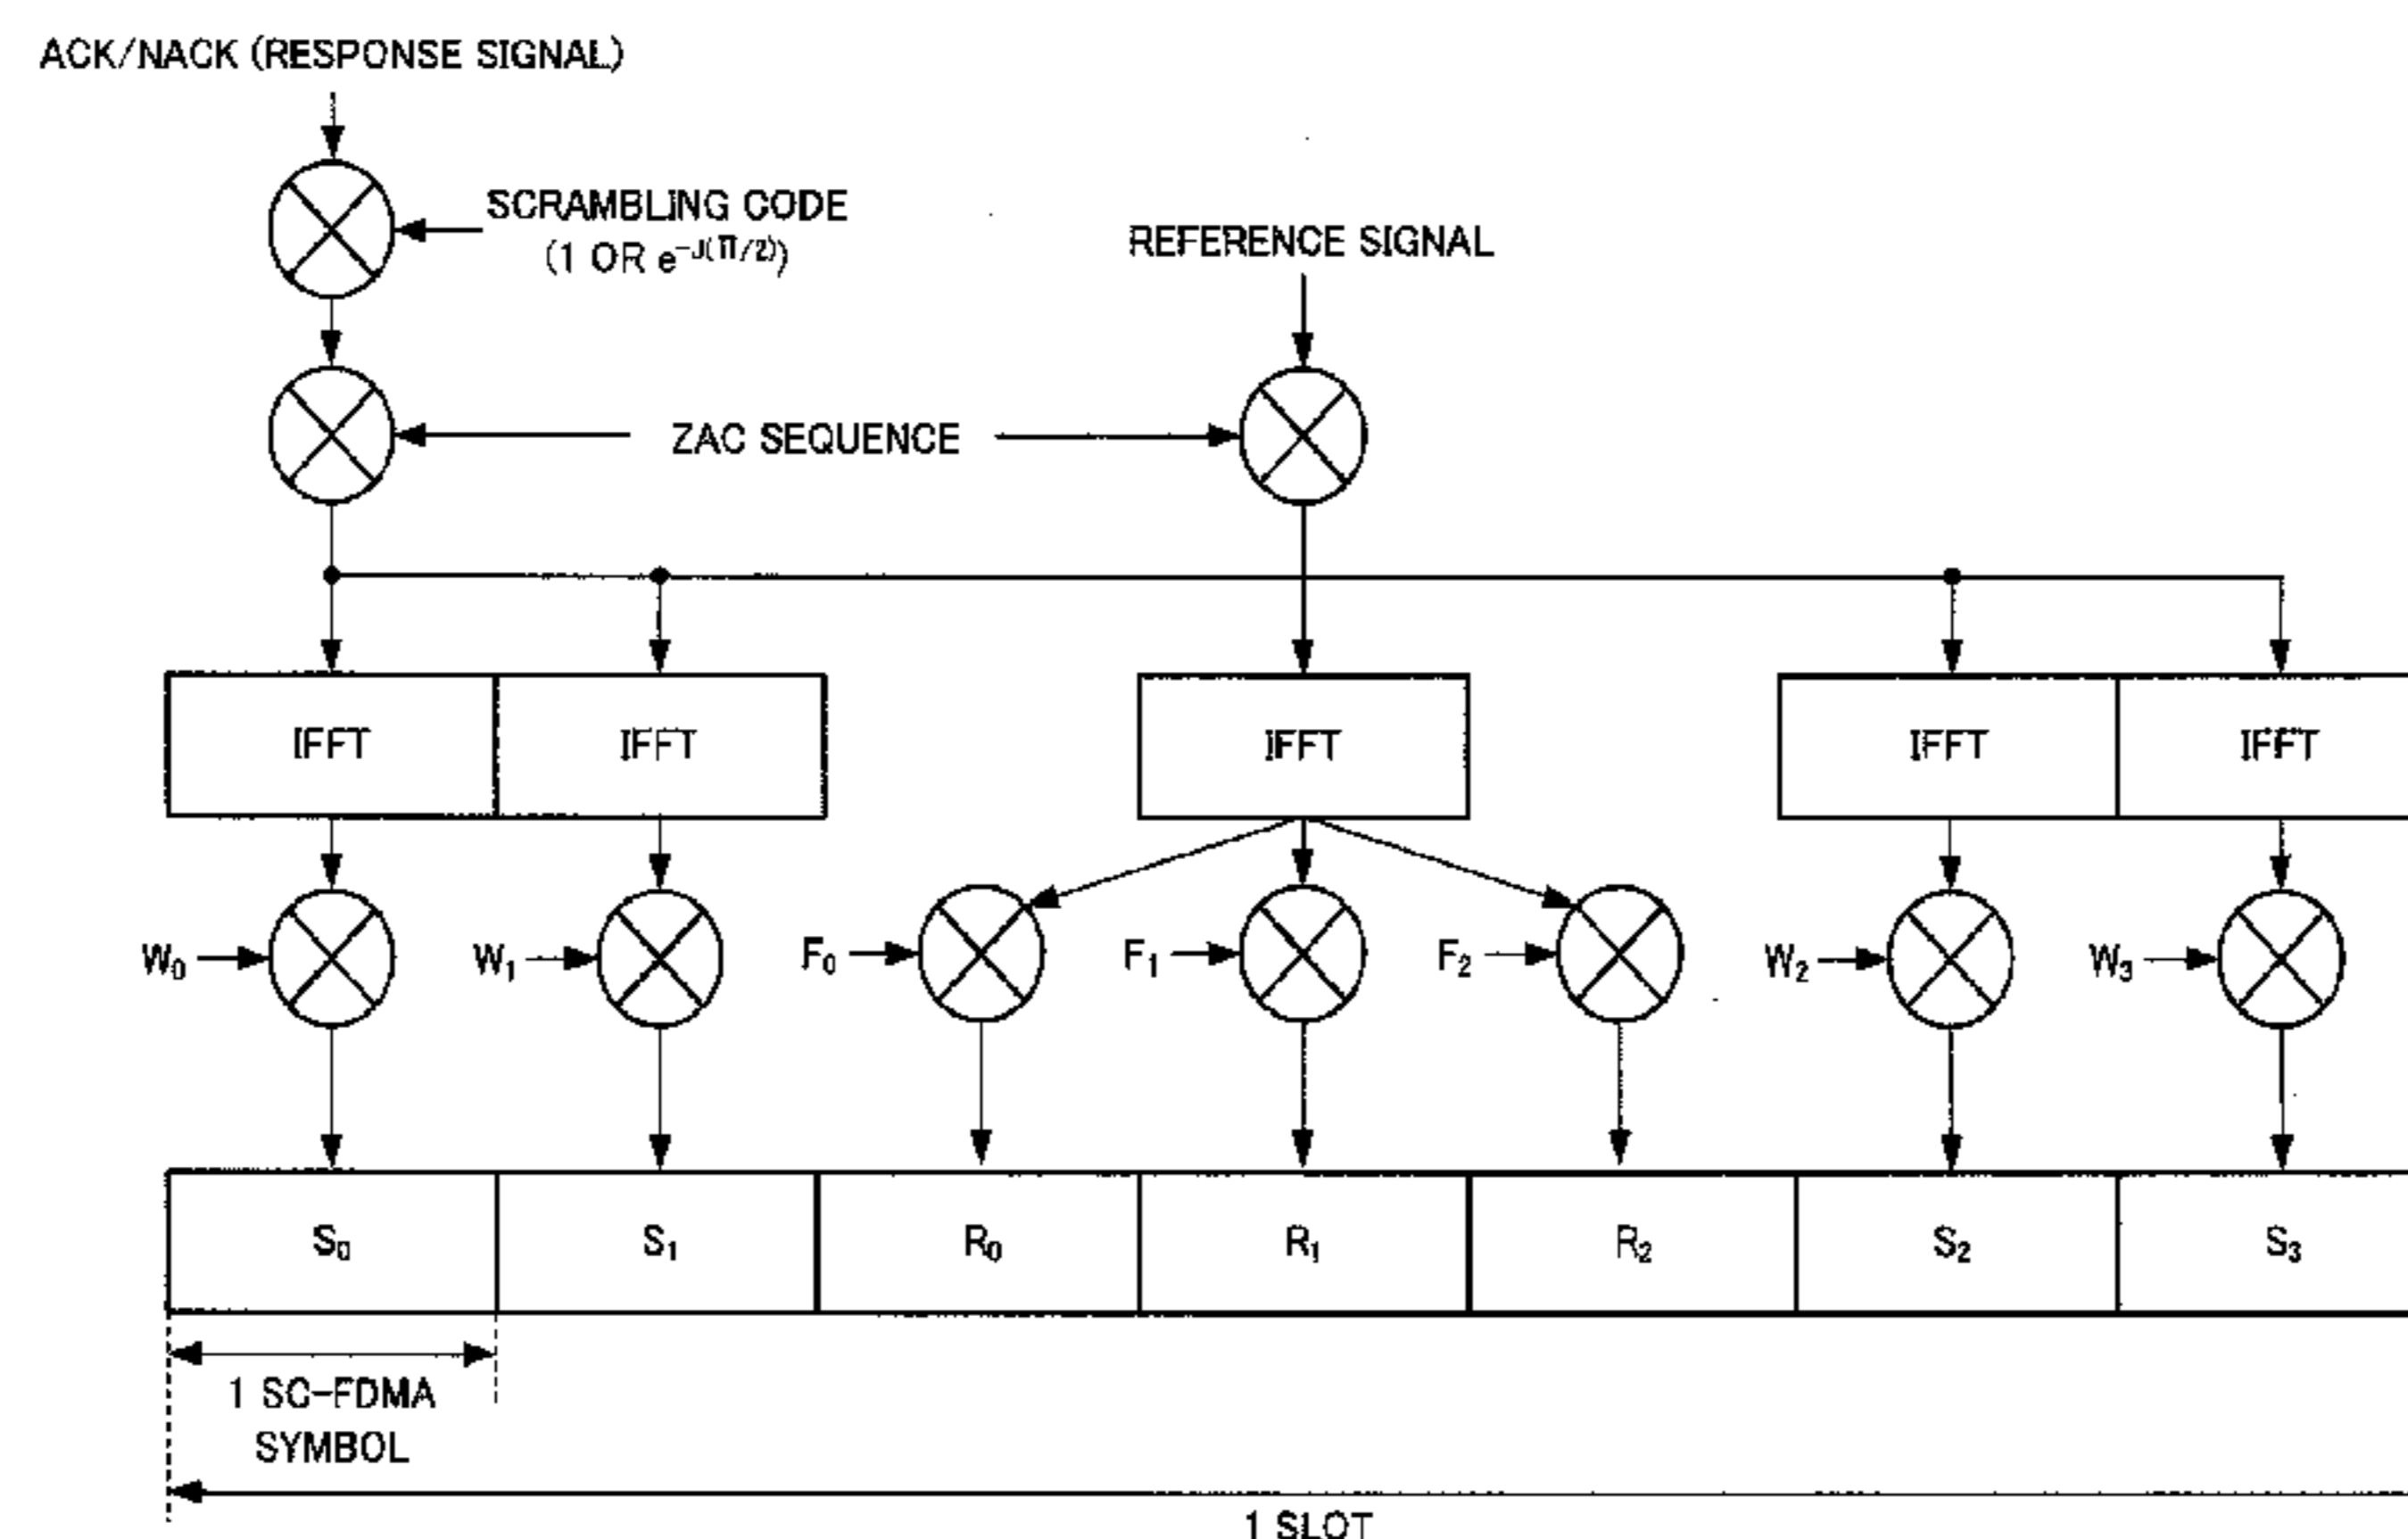 ACK/NACK (RESPONSE SIGNAL)
SCRAMBLING CODE
(1 OR e^-J(π/2))
REFERENCE SIGNAL
ZAC SEQUENCE
IFFT IFFT IFFT IFFT IFFT
W₀ W₁ F₀ F₁ F₂ W₂ W₃
S₀ S₁ R₀ R₁ R₂ S₂ S₃
1 SC-FDMA
SYMBOL
1 SLOT